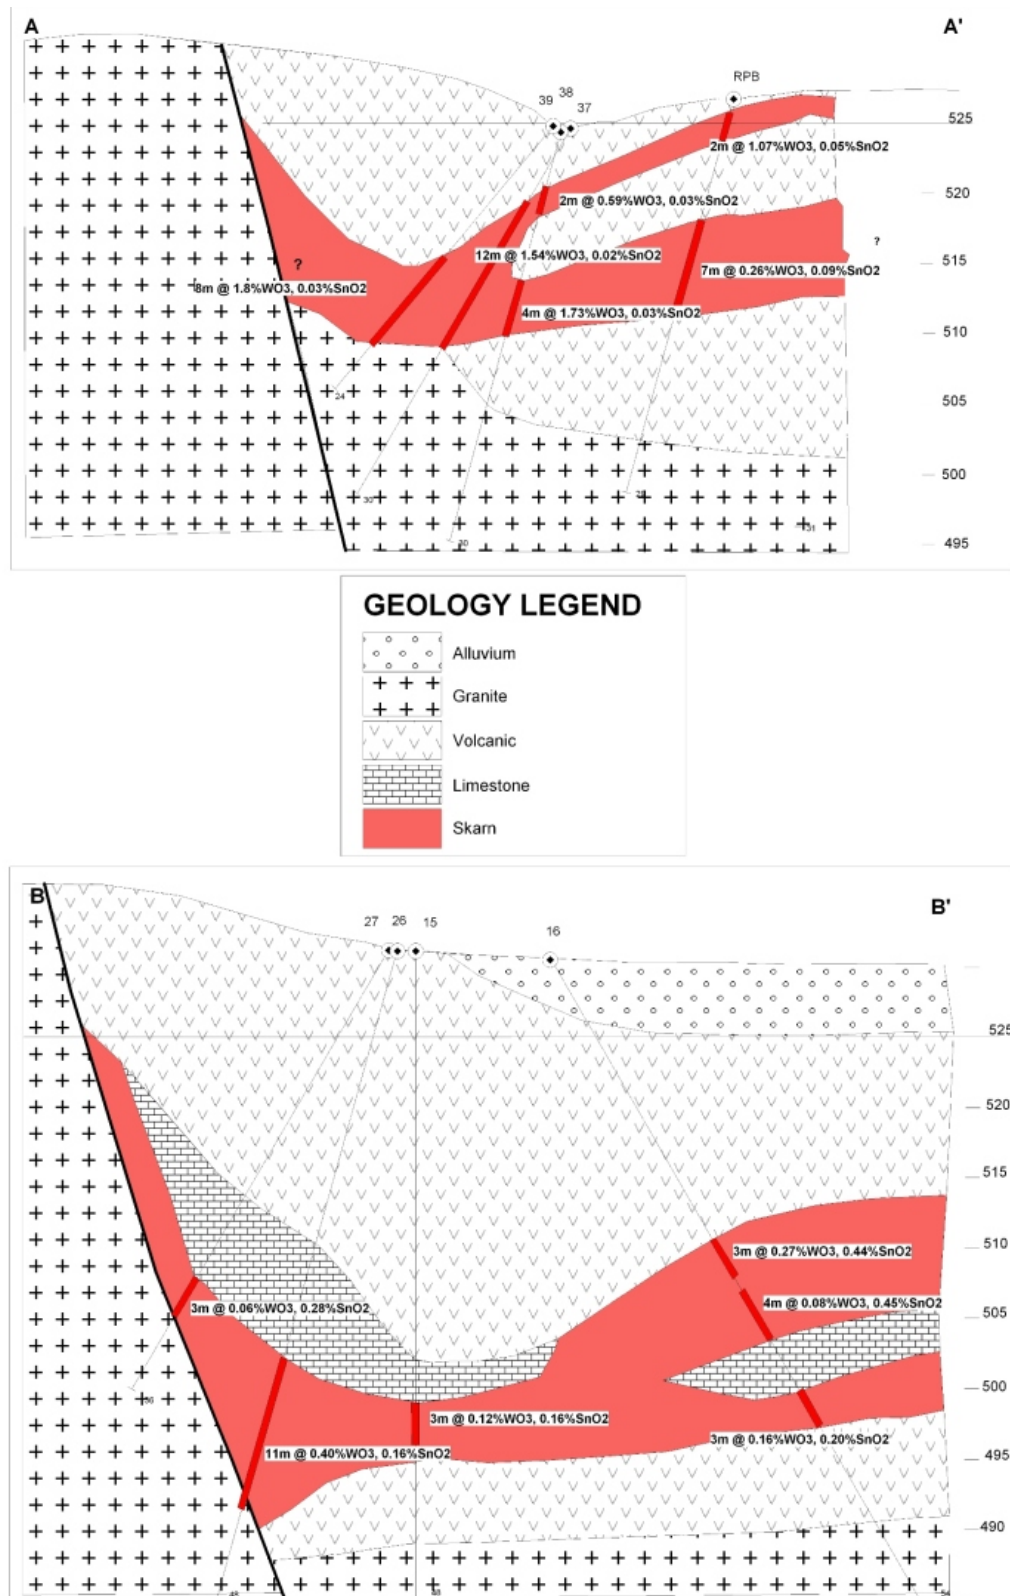 A
A'
RPB
38
39
37
525
2m @ 1.07%WO3, 0.05%SnO2
520
2m @ 0.59%WO3, 0.03%SnO2
?
12m @ 1.54%WO3, 0.02%SnO2
?
515
7m @ 0.26%WO3, 0.09%SnO2
8m @ 1.8%WO3, 0.03%SnO2
4m @ 1.73%WO3, 0.03%SnO2
510
24
505
500
30
31
30
495
GEOLOGY LEGEND
Alluvium
Granite
Volcanic
Limestone
Skarn
B
B'
27
26
15
16
525
520
515
510
3m @ 0.27%WO3, 0.44%SnO2
4m @ 0.08%WO3, 0.45%SnO2
3m @ 0.06%WO3, 0.28%SnO2
505
500
3m @ 0.12%WO3, 0.16%SnO2
3m @ 0.16%WO3, 0.20%SnO2
11m @ 0.40%WO3, 0.16%SnO2
495
490